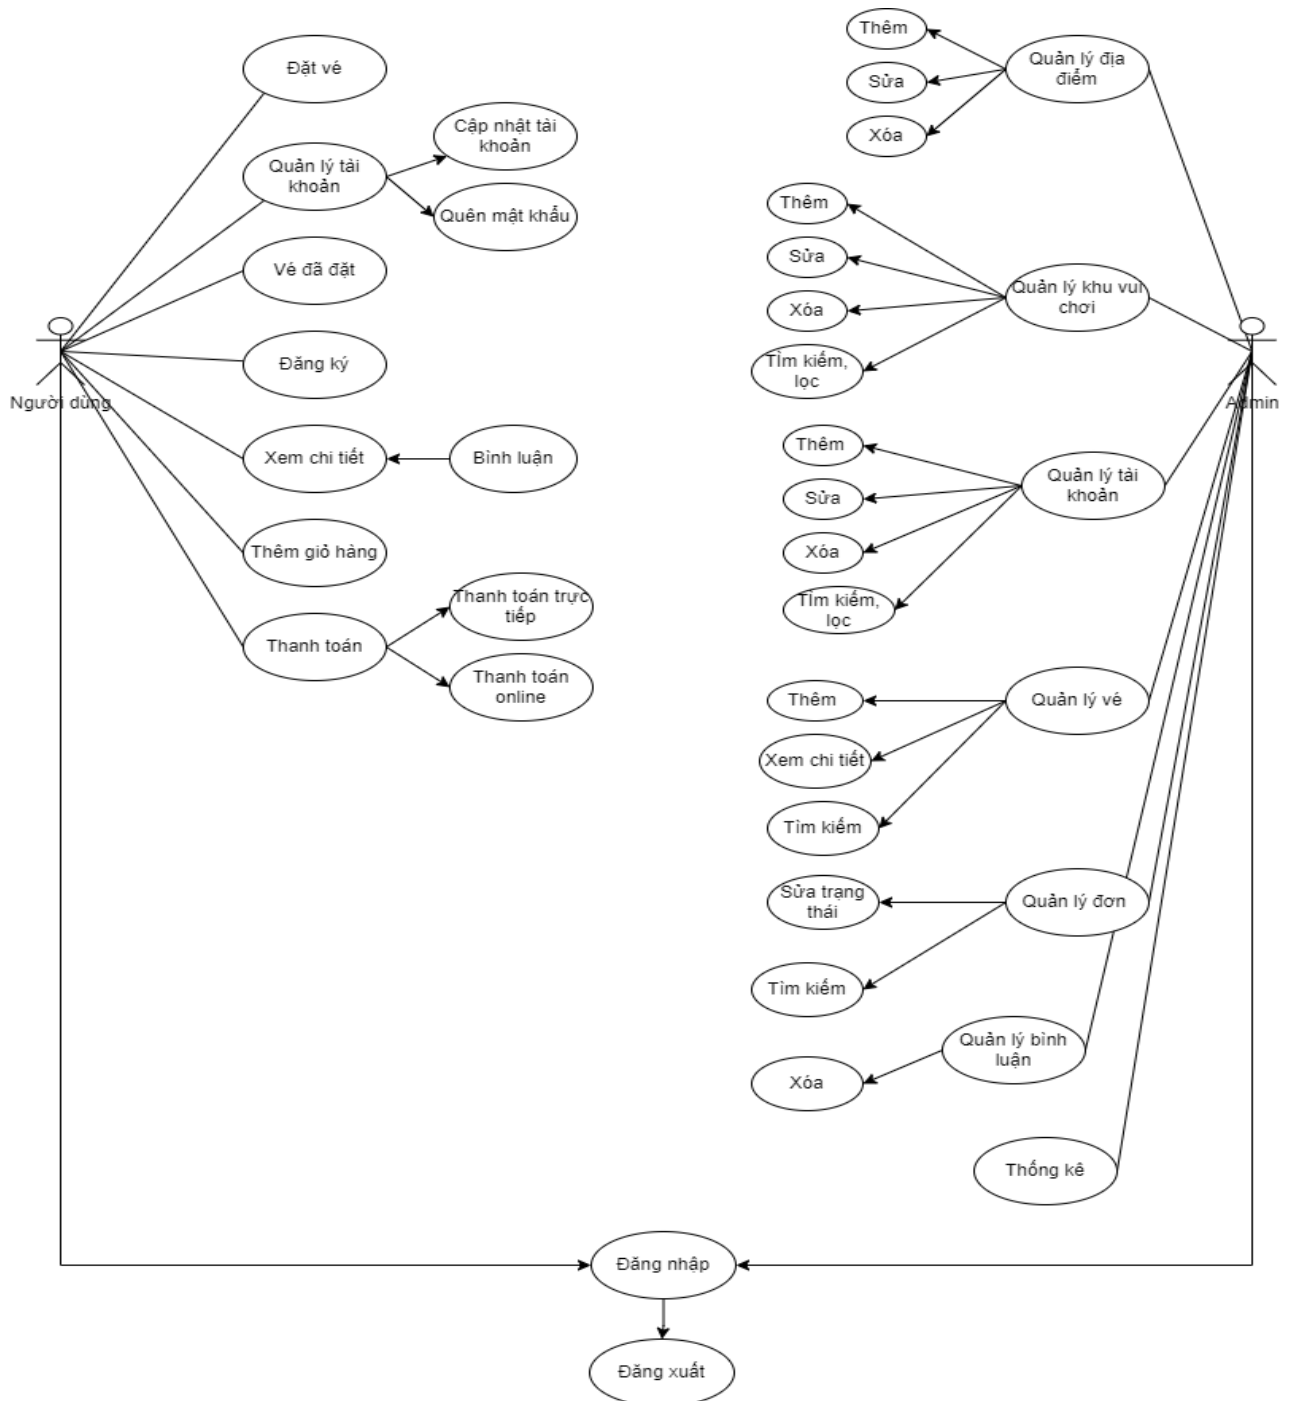 Đặt vé
Quản lý tài
khoản
Cập nhật tài
khoản
Quên mật khẩu
Vé đã đặt
Đăng ký
Người dùng
Xem chi tiết
Bình luận
Thêm giỏ hàng
Thanh toán
Thanh toán trực
tiếp
Thanh toán
online
Thêm
Sửa
Xóa
Quản lý địa
điểm
Thêm
Sửa
Xóa
Tìm kiếm,
lọc
Quản lý khu vui
chơi
Admin
Thêm
Sửa
Xóa
Tìm kiếm,
lọc
Quản lý tài
khoản
Thêm
Xem chi tiết
Tìm kiếm
Quản lý vé
Sửa trạng
thái
Tìm kiếm
Quản lý đơn
Quản lý bình
luận
Xóa
Thống kê
Đăng nhập
Đăng xuất